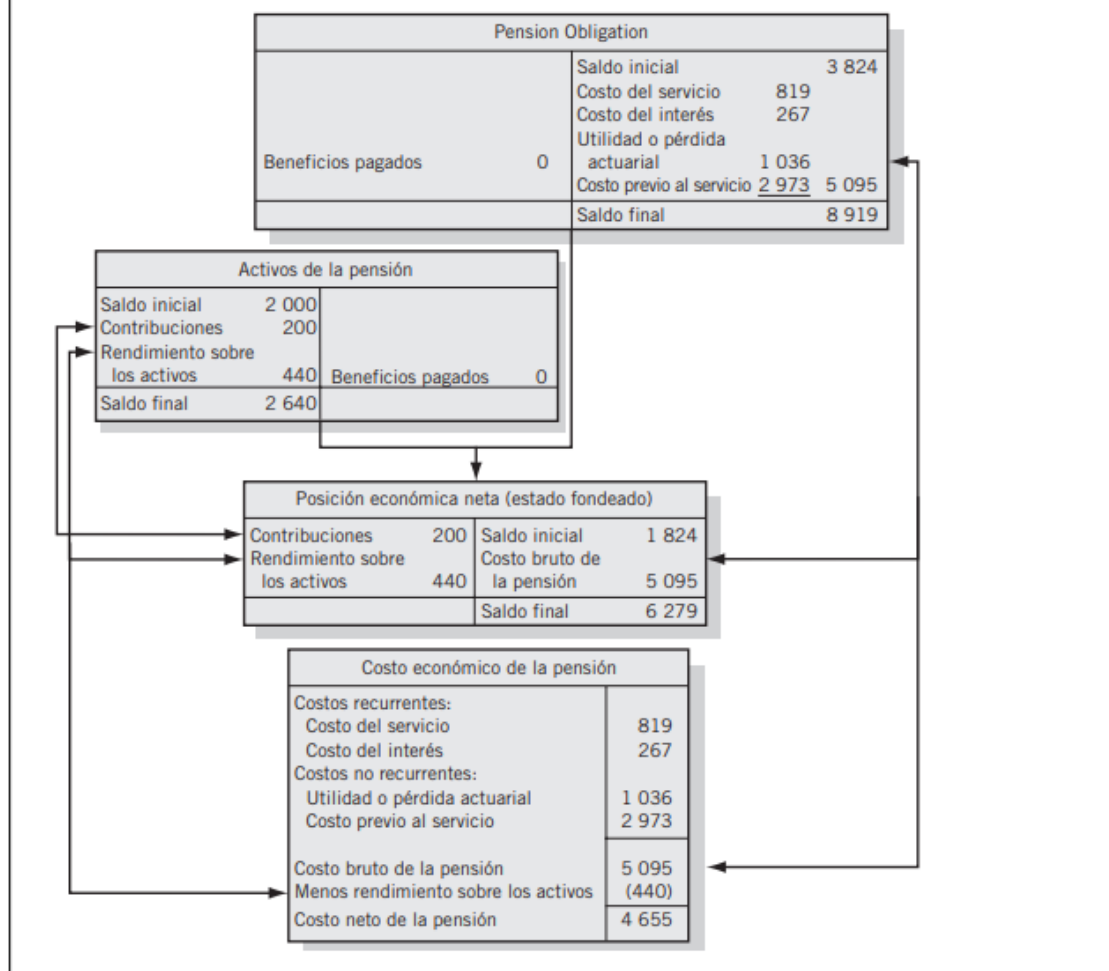 Pension Obligation
Saldo inicial 3 824
Costo del servicio 819
Costo del interés 267
Utilidad o pérdida
Beneficios pagados 0 actuarial 1 036
Costo previo al servicio 2 973 5 095
Saldo final 8 919
Activos de la pensión
Saldo inicial 2 000
Contribuciones 200
Rendimiento sobre
los activos 440 Beneficios pagados 0
Saldo final 2 640
Posición económica neta (estado fondeado)
Contribuciones 200 Saldo inicial 1 824
Rendimiento sobre Costo bruto de
los activos 440 la pensión 5 095
Saldo final 6 279
Costo económico de la pensión
Costos recurrentes:
Costo del servicio 819
Costo del interés 267
Costos no recurrentes:
Utilidad o pérdida actuarial 1 036
Costo previo al servicio 2 973
Costo bruto de la pensión 5 095
Menos rendimiento sobre los activos (440)
Costo neto de la pensión 4 655